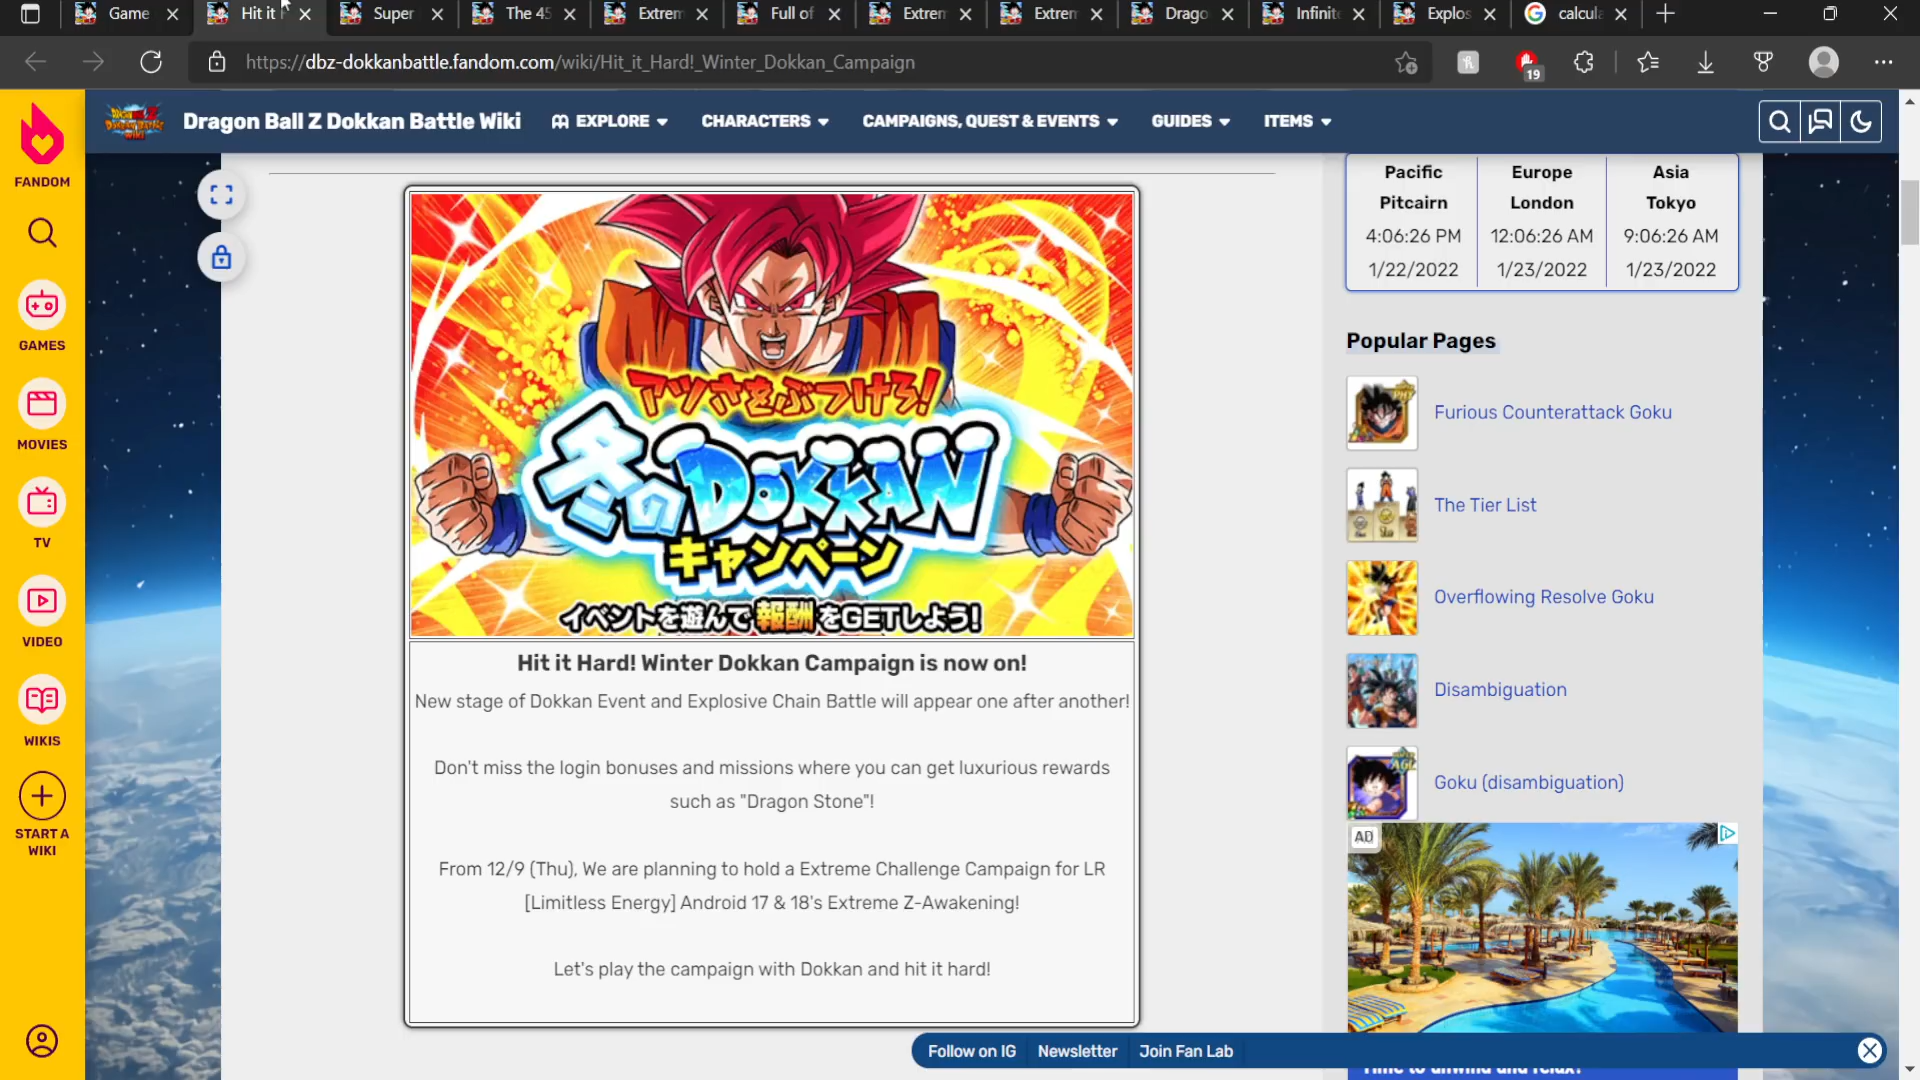 Game
Hit it H
Super
The 45
Extrem
Full of
Extrem
Extrem
Drago
Infinite
Explos
calcula
https://dbz-dokkanbattle.fandom.com/wiki/Hit_it_Hard!_Winter_Dokkan_Campaign
19
Dragon Ball Z Dokkan Battle Wiki
EXPLORE
CHARACTERS
CAMPAIGNS, QUEST & EVENTS
GUIDES
ITEMS
FANDOM
GAMES
MOVIES
TV
VIDEO
WIKIS
START A
WIKI
アツさをぶつけろ!
冬のDOKKAN
キャンペーン
イベントを遊んで報酬をGETしよう!
Hit it Hard! Winter Dokkan Campaign is now on!
New stage of Dokkan Event and Explosive Chain Battle will appear one after another!
Don't miss the login bonuses and missions where you can get luxurious rewards
such as "Dragon Stone"!
From 12/9 (Thu), We are planning to hold a Extreme Challenge Campaign for LR
[Limitless Energy] Android 17 & 18's Extreme Z-Awakening!
Let's play the campaign with Dokkan and hit it hard!
Pacific Europe Asia
Pitcairn London Tokyo
4:06:26 PM 12:06:26 AM 9:06:26 AM
1/22/2022 1/23/2022 1/23/2022
Popular Pages
Furious Counterattack Goku
The Tier List
Overflowing Resolve Goku
Disambiguation
Goku (disambiguation)
AD
Follow on IG
Newsletter
Join Fan Lab
Time to unwind and relax?